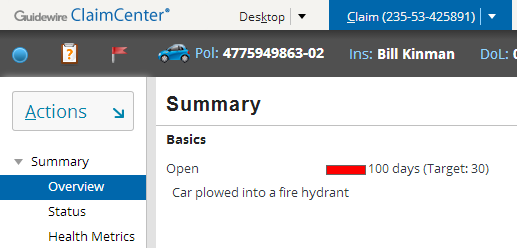 Guidewire ClaimCenter®
Desktop
Claim (235-53-425891)
Pol: 4775949863-02 Ins: Bill Kinman DoL:
Actions
Summary
Overview
Status
Health Metrics
Summary
Basics
Open 100 days (Target: 30)
Car plowed into a fire hydrant